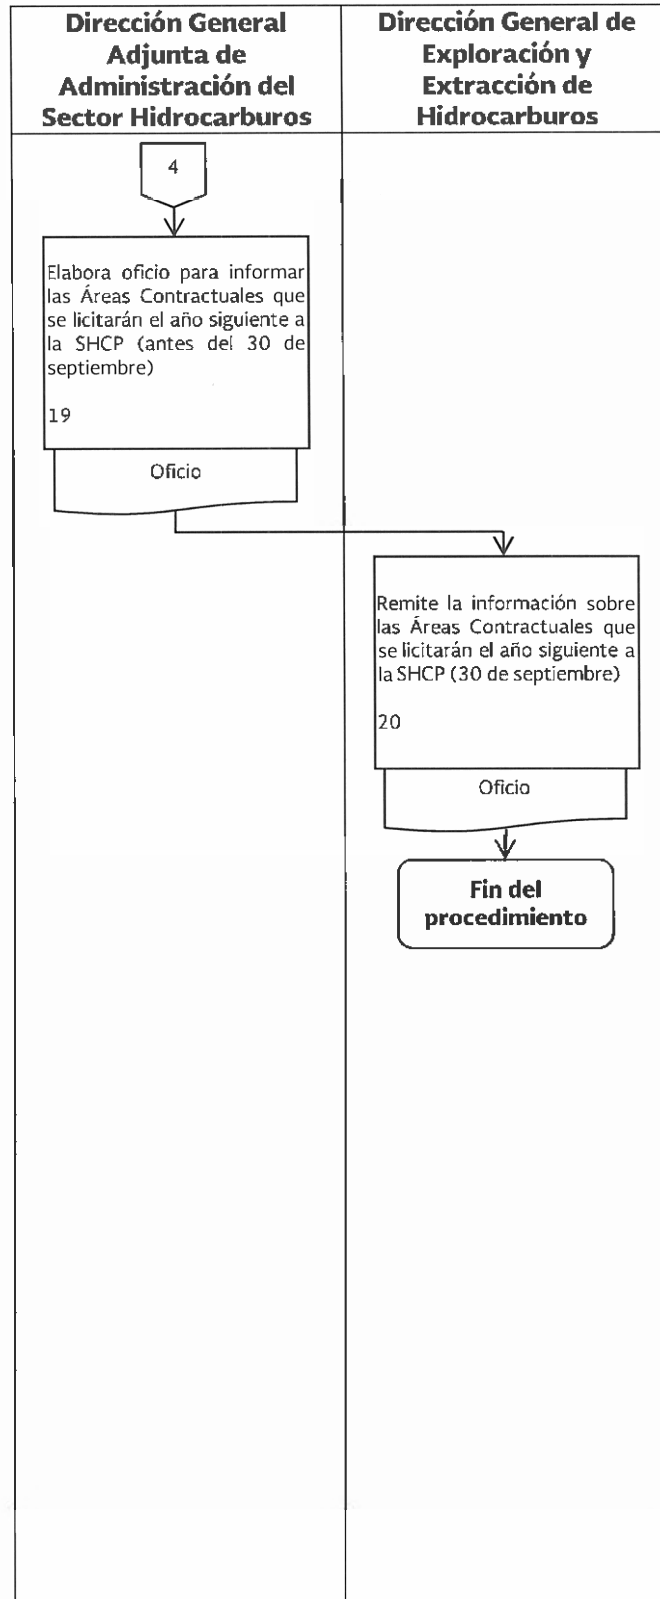 Dirección General
Adjunta de
Administración del
Sector Hidrocarburos
Dirección General de
Exploración y
Extracción de
Hidrocarburos
4
Elabora oficio para informar
las Áreas Contractuales que
se licitarán el año siguiente a
la SHCP (antes del 30 de
septiembre)
19
Oficio
Remite la información sobre
las Áreas Contractuales que
se licitarán el año siguiente a
la SHCP (30 de septiembre)
20
Oficio
Fin del
procedimiento